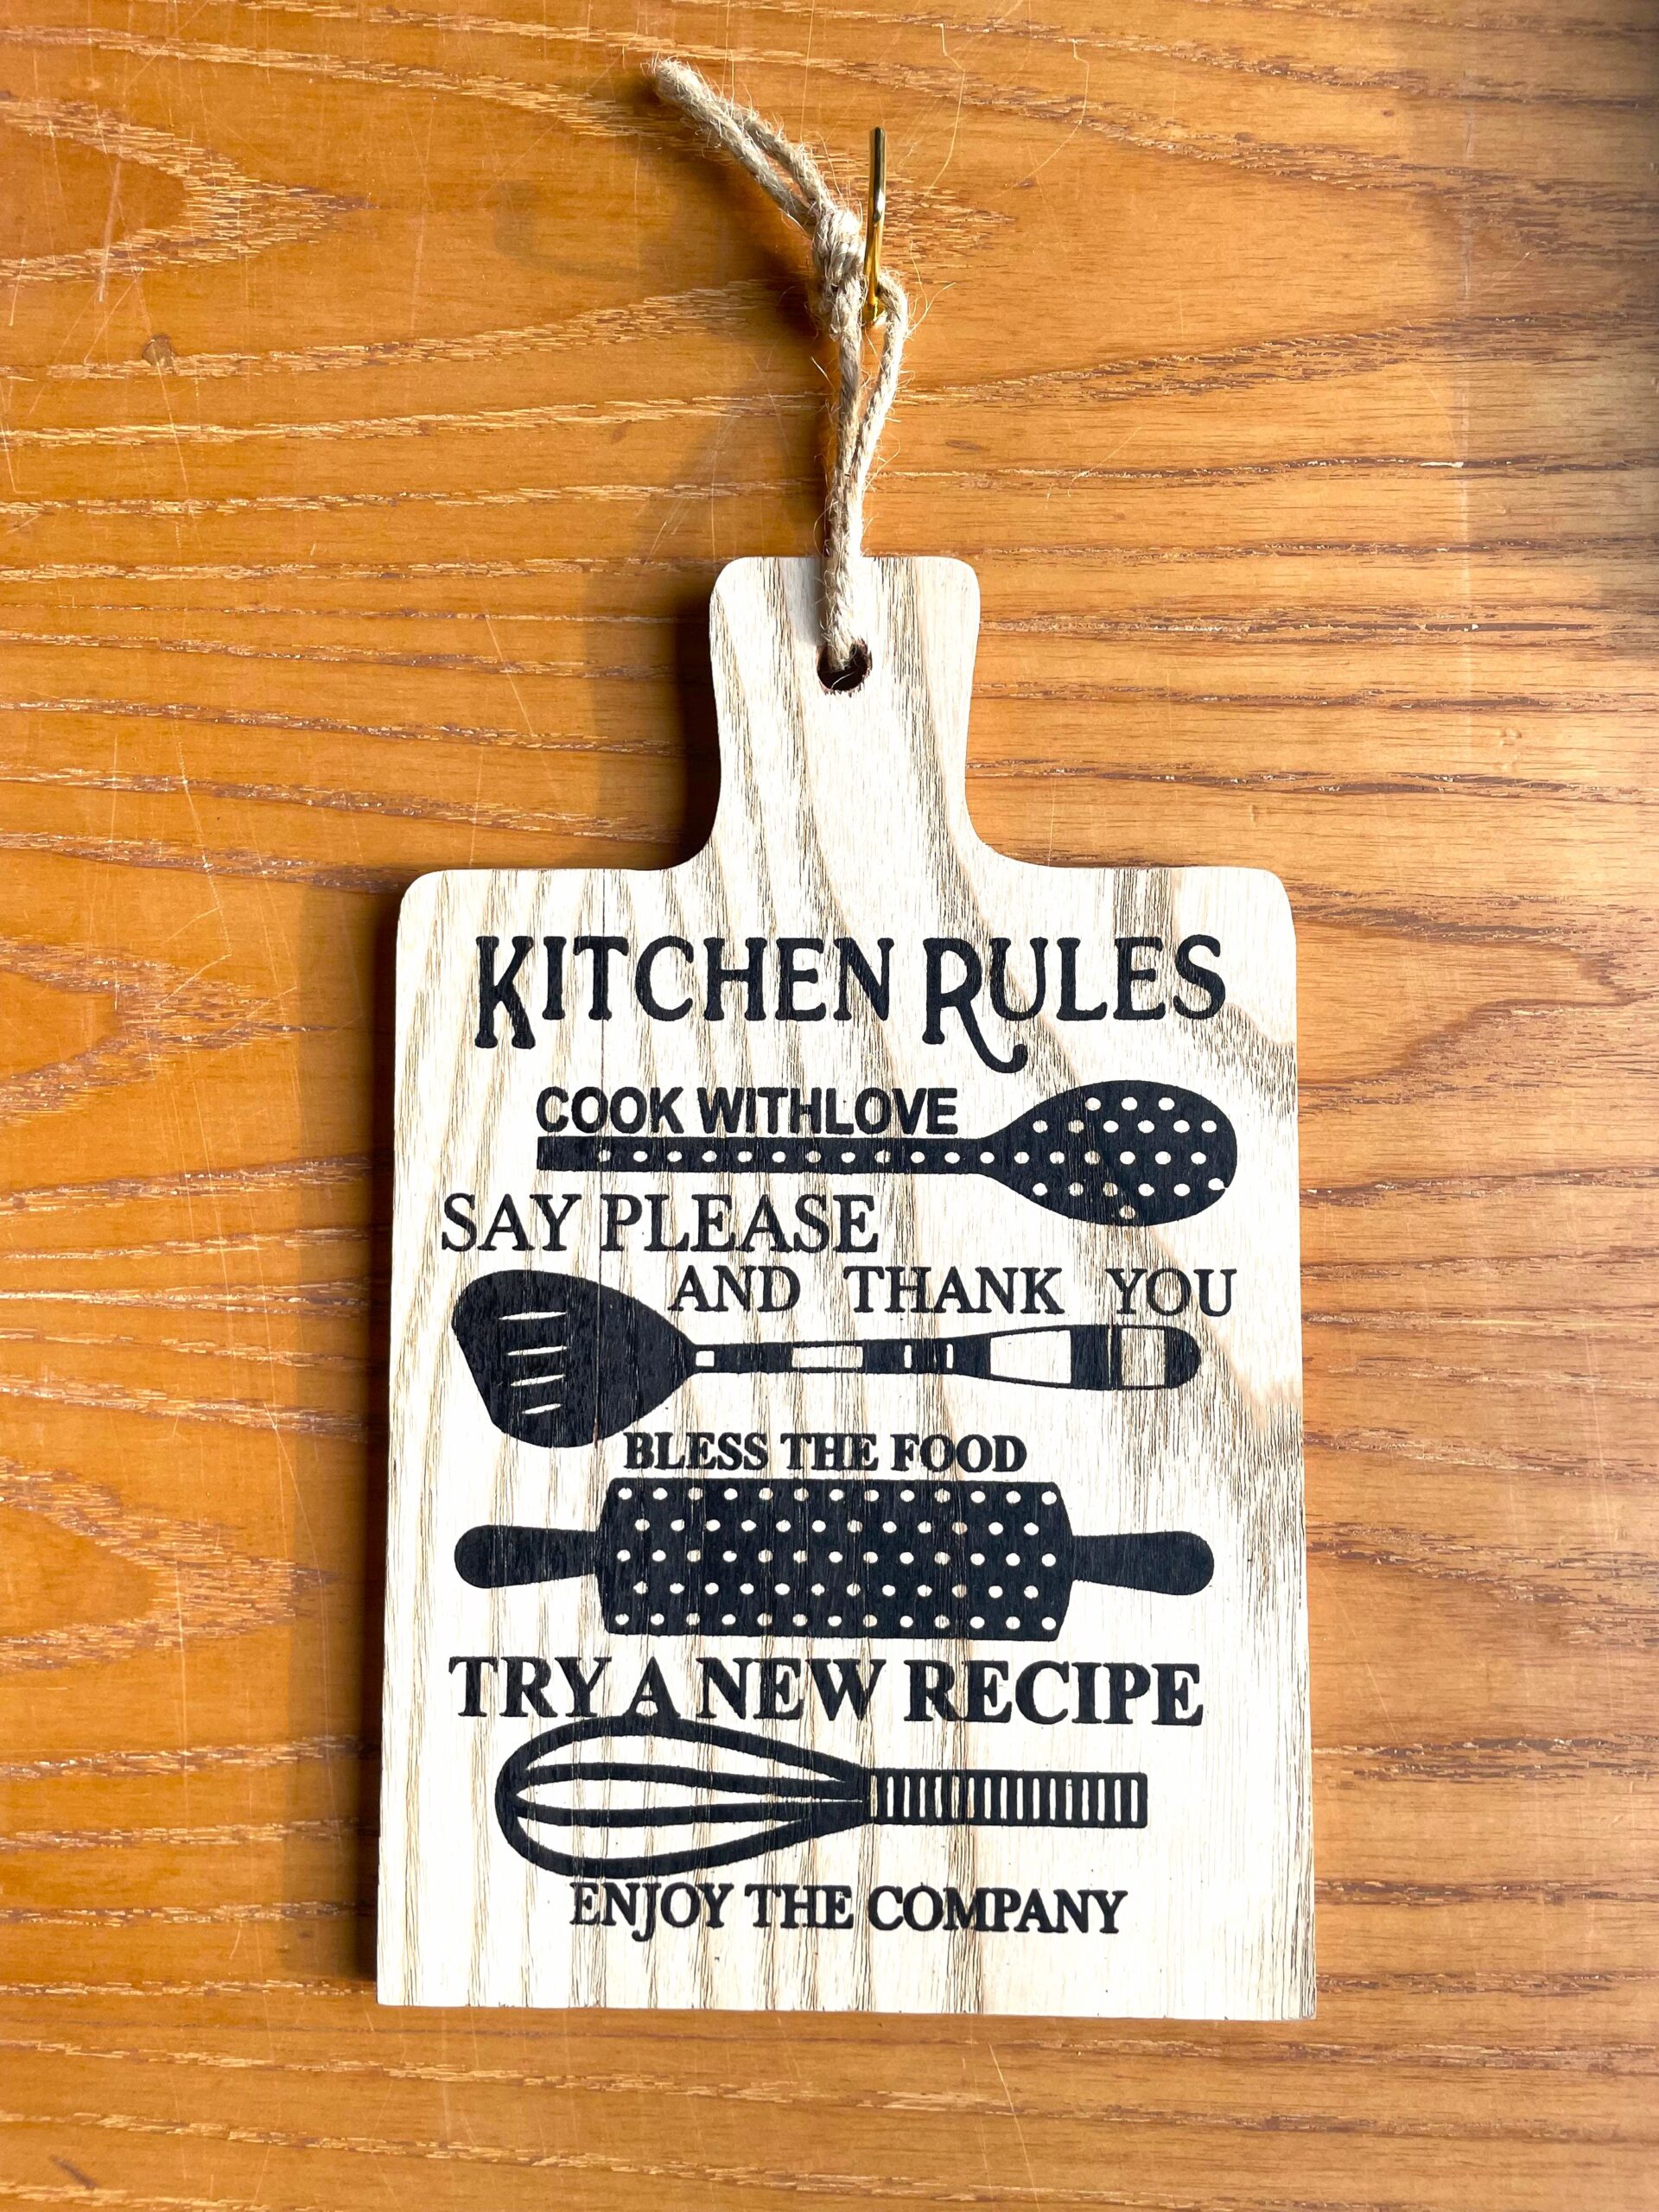 KITCHEN RULES
COOK WITHLOVE
SAY PLEASE
AND THANK YOU
BLESS THE FOOD
TRY A NEW RECIPE
ENJOY THE COMPANY